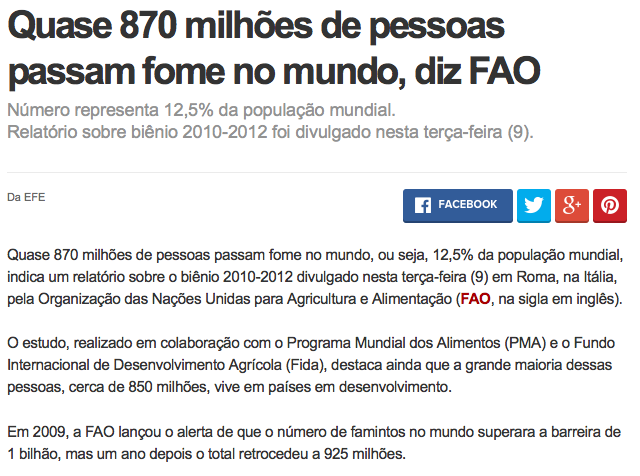 Quase 870 milhões de pessoas
passam fome no mundo, diz FAO
Número representa 12,5% da população mundial.
Relatório sobre biênio 2010-2012 foi divulgado nesta terça-feira (9).
Da EFE
FACEBOOK
Quase 870 milhões de pessoas passam fome no mundo, ou seja, 12,5% da população mundial,
indica um relatório sobre o biênio 2010-2012 divulgado nesta terça-feira (9) em Roma, na Itália,
pela Organização das Nações Unidas para Agricultura e Alimentação (FAO, na sigla em inglês).
O estudo, realizado em colaboração com o Programa Mundial dos Alimentos (PMA) e o Fundo
Internacional de Desenvolvimento Agrícola (Fida), destaca ainda que a grande maioria dessas
pessoas, cerca de 850 milhões, vive em países em desenvolvimento.
Em 2009, a FAO lançou o alerta de que o número de famintos no mundo superara a barreira de
1 bilhão, mas um ano depois o total retrocedeu a 925 milhões.